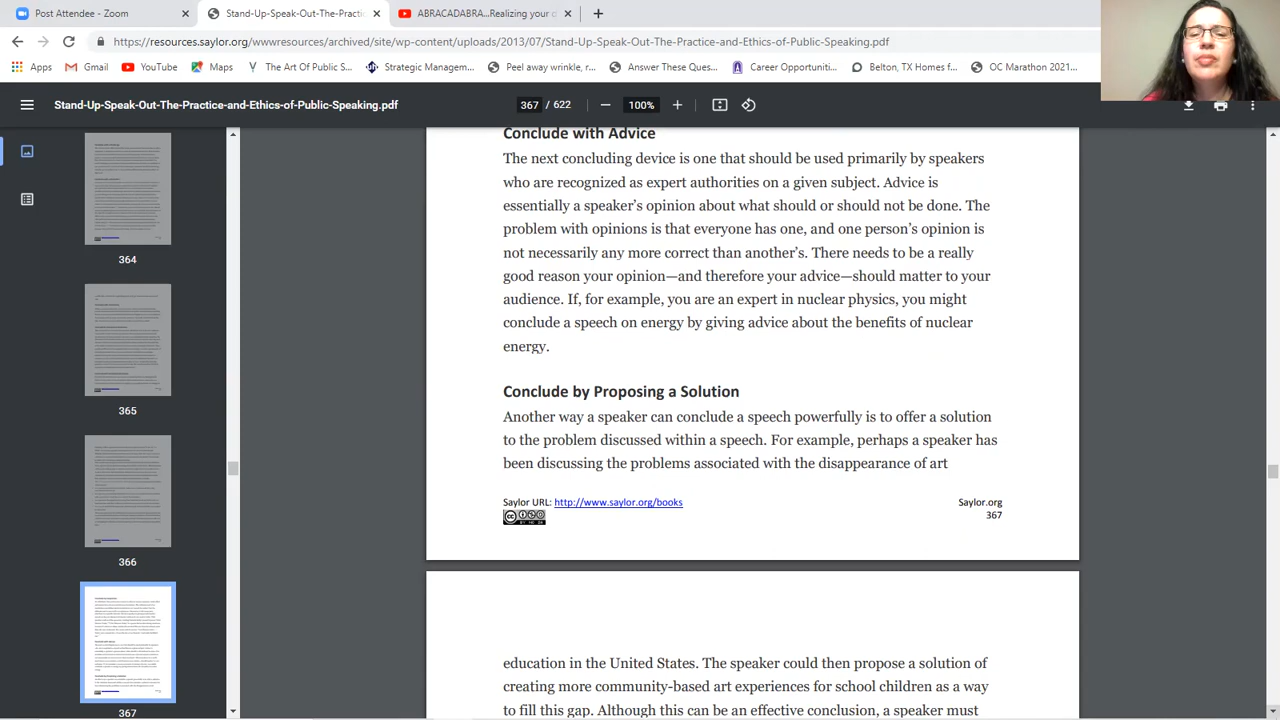 Post Attendee - Zoom
Stand-Up-Speak-Out-The-Practi
ABRACADABRA...Realizing your d
https://resources.saylor.org/wwwresources/archived/site/wp-content/uploads/
07/Stand-Up-Speak-Out-The-Practice-and-Ethics-of-Public-Speaking.pdf
Apps
Gmail
YouTube
Maps
The Art Of Public S...
Strategic Managem...
Throwaway wrinkle, r...
Answer These Ques...
Career Opportuniti...
Belton, TX Homes f...
OC Marathon 2021...
Stand-Up-Speak-Out-The-Practice-and-Ethics-of-Public-Speaking.pdf
367 / 622
100%
364
365
366
367
Conclude with Advice
The next concluding device is one that should be used primarily by speakers
who are recognized as expert authorities on a given subject. Advice is
essentially a speaker's opinion about what should or should not be done. The
problem with opinions is that everyone has one, and one person's opinion is
not necessarily any more correct than another's. There needs to be a really
good reason your opinion—and therefore your advice—should matter to your
audience. If, for example, you are an expert in nuclear physics, you might
conclude a speech on energy by giving advice about the benefits of nuclear
energy.
Conclude by Proposing a Solution
Another way a speaker can conclude a speech powerfully is to offer a solution
to the problem discussed within a speech. For example, perhaps a speaker has
been discussing the problems associated with the disappearance of art
Saylor URL: http://www.saylor.org/books
Saylor.org
367
education in the United States. The speaker could then propose a solution of
creating more community-based art experiences for school children as a way
to fill this gap. Although this can be an effective conclusion, a speaker must